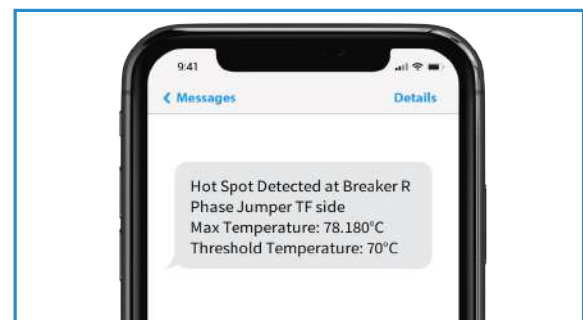 9:41
Messages
Details
Hot Spot Detected at Breaker R
Phase Jumper TF side
Max Temperature: 78.180°C
Threshold Temperature: 70°C